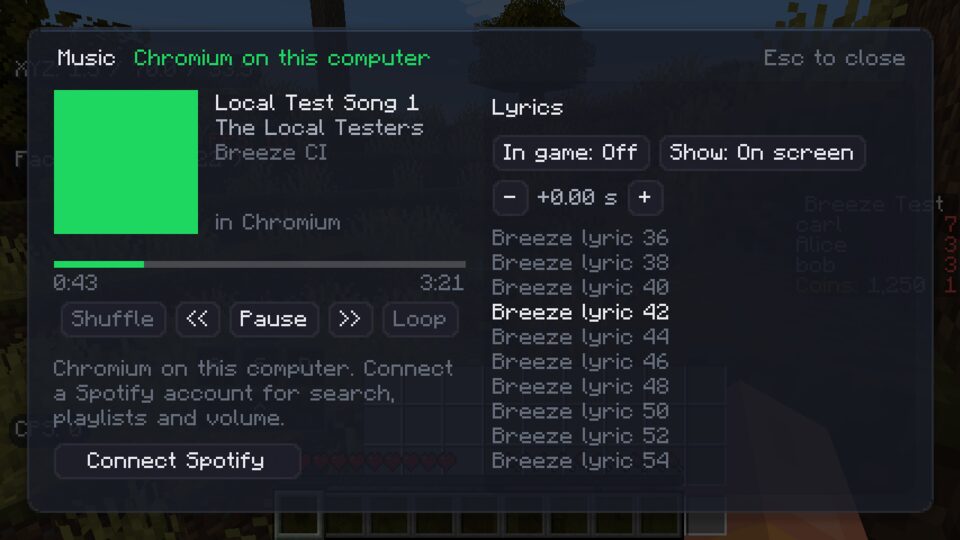 Music Chromium on this computer
Esc to close
Local Test Song 1
The Local Testers
Breeze CI
in Chromium
0:43
3:21
Shuffle
<<
Pause
>>
Loop
Chromium on this computer. Connect
a Spotify account for search,
playlists and volume.
Connect Spotify
Lyrics
In game: Off
Show: On screen
- +0.00 s +
Breeze lyric 36
Breeze lyric 38
Breeze lyric 40
Breeze lyric 42
Breeze lyric 44
Breeze lyric 46
Breeze lyric 48
Breeze lyric 50
Breeze lyric 52
Breeze lyric 54
Breeze Test
carl 7
Alice 3
bob 3
Coins: 1,250 1